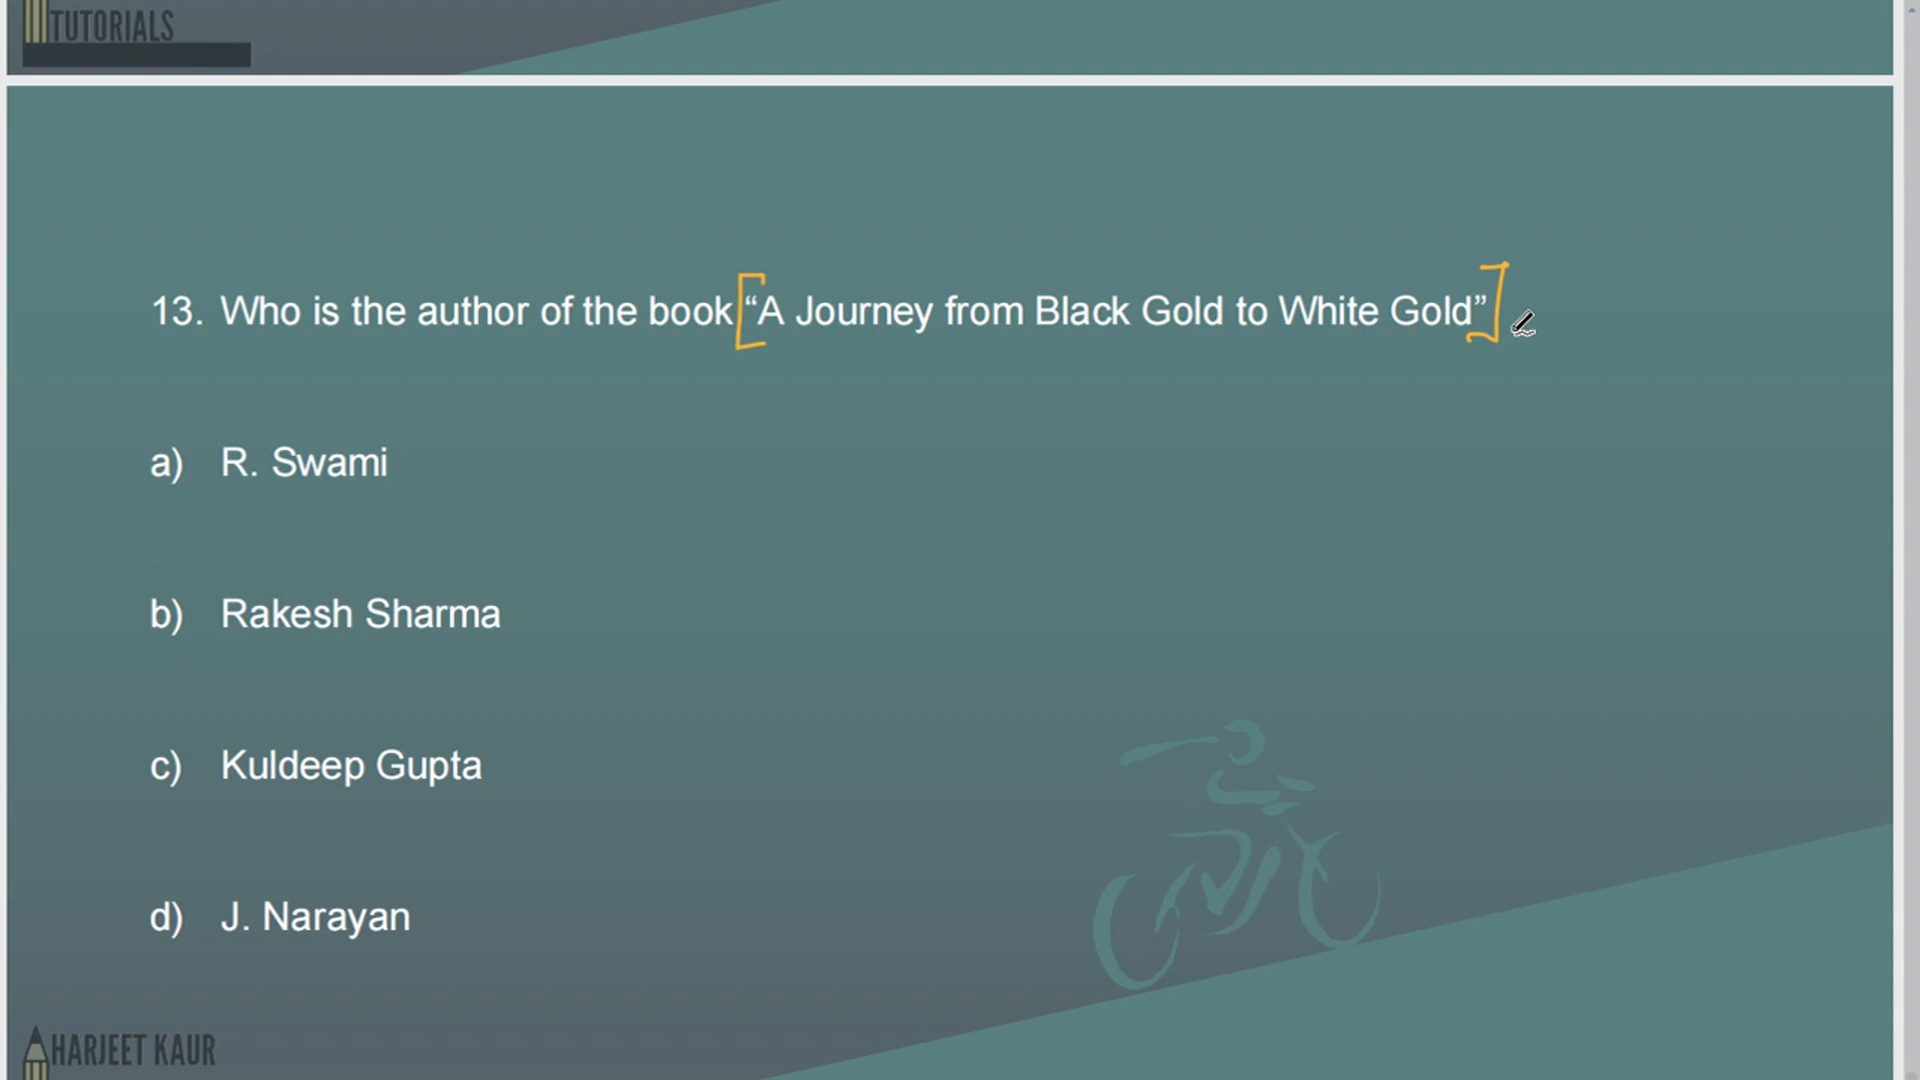 TUTORIALS
13. Who is the author of the book “A Journey from Black Gold to White Gold”
a) R. Swami
b) Rakesh Sharma
c) Kuldeep Gupta
d) J. Narayan
HARJEET KAUR